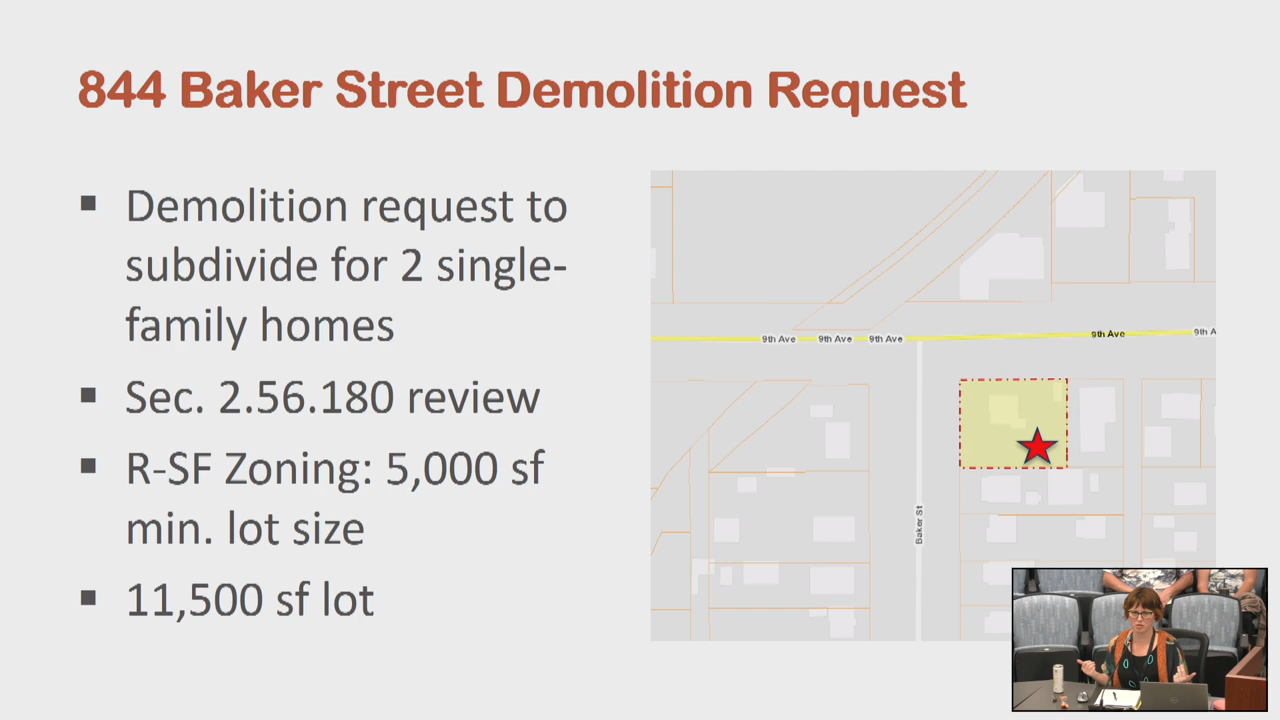 844 Baker Street Demolition Request
▪ Demolition request to
subdivide for 2 single-
family homes
▪ Sec. 2.56.180 review
▪ R-SF Zoning: 5,000 sf
min. lot size
▪ 11,500 sf lot
9th Ave 9th Ave 9th Ave 9th Ave 9th A
Baker St